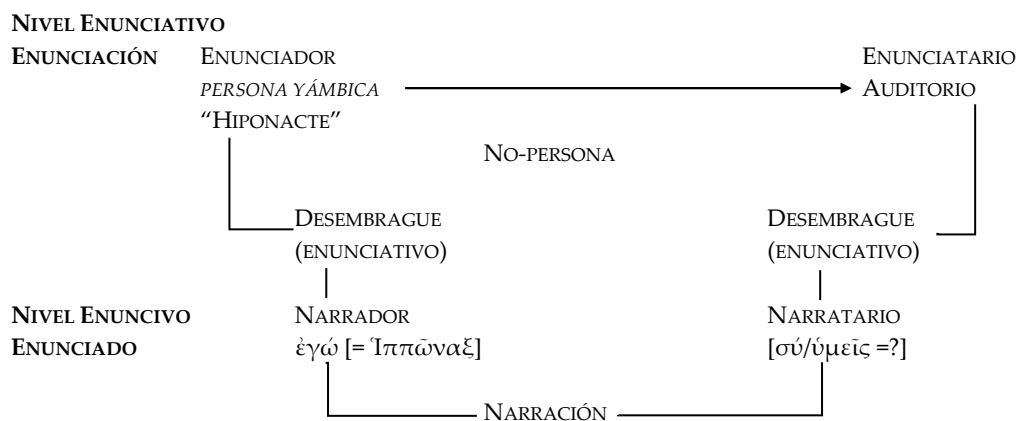 NIVEL ENUNCIATIVO
ENUNCIACIÓN ENUNCIADOR ENUNCIATARIO
PERSONA YÁMBICA AUDITORIO
“HIPONACTE”
NO-PERSONA
DESEMBRAGUE DESEMBRAGUE
(ENUNCIATIVO) (ENUNCIATIVO)
NIVEL ENUNCIVO NARRADOR NARRATARIO
ENUNCIADO ἐγώ [= Ἱππῶναξ] [σύ/ὑμεῖς =?]
NARRACIÓN